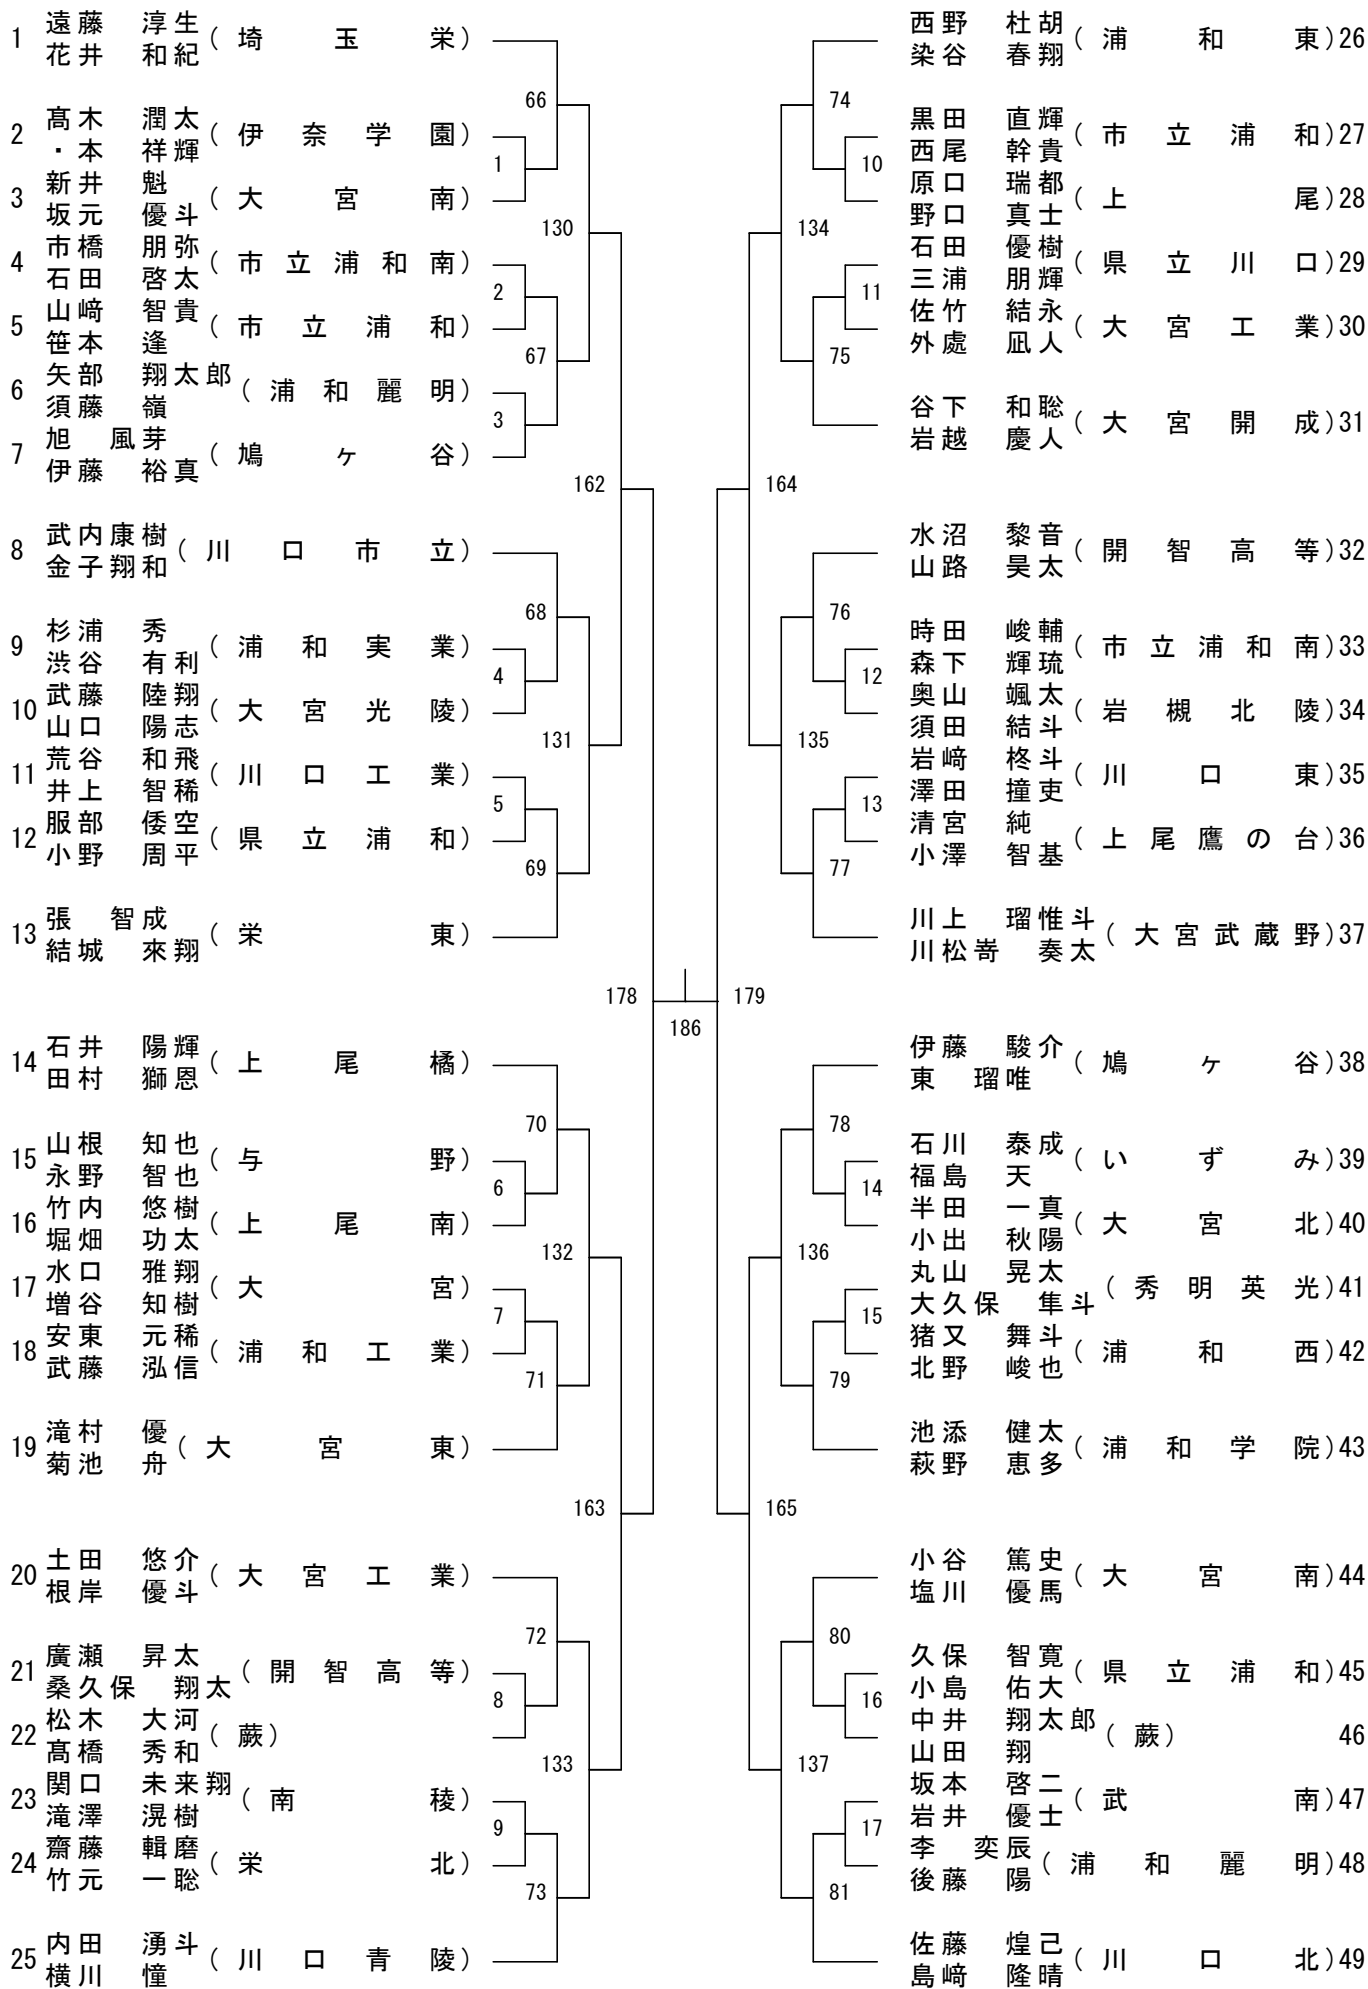 1 遠藤 淳生 (埼玉栄)
花井 和紀
2 髙木 潤太 (伊奈学園)
・本 祥輝
3 新井 魁 (大宮南)
坂元 優斗
4 市橋 朋弥 (市立浦和南)
石田 啓太
5 山﨑 智貴 (市立浦和)
笹本 逢
6 矢部 翔太郎 (浦和麗明)
須藤 嶺
7 旭 風芽 (鳩ヶ谷)
伊藤 裕真
8 武内康樹 (川口市立)
金子翔和
9 杉浦 秀 (浦和実業)
渋谷 有利
10 武藤 陸翔 (大宮光陵)
山口 陽志
11 荒谷 和飛 (川口工業)
井上 智稀
12 服部 倭空 (県立浦和)
小野 周平
13 張 智成 (栄東)
結城 來翔
14 石井 陽輝 (上尾橘)
田村 獅恩
15 山根 知也 (与野)
永野 智也
16 竹内 悠樹 (上尾南)
堀畑 功太
17 水口 雅翔 (大宮)
増谷 知樹
18 安東 元稀 (浦和工業)
武藤 泓信
19 滝村 優 (大宮東)
菊池 舟
20 土田 悠介 (大宮工業)
根岸 優斗
21 廣瀬 昇太 (開智高等)
桑久保 翔太
22 松木 大河 (蕨)
髙橋 秀和
23 関口 未来翔 (南稜)
滝澤 滉樹
24 齋藤 輯磨 (栄北)
竹元 一聡
25 内田 湧斗 (川口青陵)
横川 憧
66
1
130
2
67
3
162
68
4
131
5
69
178
70
6
132
7
71
163
72
8
133
9
73
186
74
10
134
11
75
164
76
12
135
13
77
179
78
14
136
15
79
165
80
16
137
17
81
西野 杜胡 (浦和東) 26
染谷 春翔
黒田 直輝 (市立浦和) 27
西尾 幹貴
原口 瑞都 (上尾) 28
野口 真士
石田 優樹 (県立川口) 29
三浦 朋輝
佐竹 結永 (大宮工業) 30
外處 凪人
谷下 和聡 (大宮開成) 31
岩越 慶人
水沼 黎音 (開智高等) 32
山路 昊太
時田 峻輔 (市立浦和南) 33
森下 輝琉
奥山 颯太 (岩槻北陵) 34
須田 結斗
岩﨑 柊斗 (川口東) 35
澤田 撞吏
清宮 純 (上尾鷹の台) 36
小澤 智基
川上 瑠惟斗 (大宮武蔵野) 37
川松嵜 奏太
伊藤 駿介 (鳩ヶ谷) 38
東 瑠唯
石川 泰成 (いずみ) 39
福島 天
半田 一真 (大宮北) 40
小出 秋陽
丸山 晃太 (秀明英光) 41
大久保 隼斗
猪又 舞斗 (浦和西) 42
北野 峻也
池添 健太 (浦和学院) 43
萩野 恵多
小谷 篤史 (大宮南) 44
塩川 優馬
久保 智寛 (県立浦和) 45
小島 佑大
中井 翔太郎 (蕨) 46
山田 翔
坂本 啓二 (武南) 47
岩井 優士
李 奕辰 (浦和麗明) 48
後藤 陽
佐藤 煌己 (川口北) 49
島﨑 隆晴